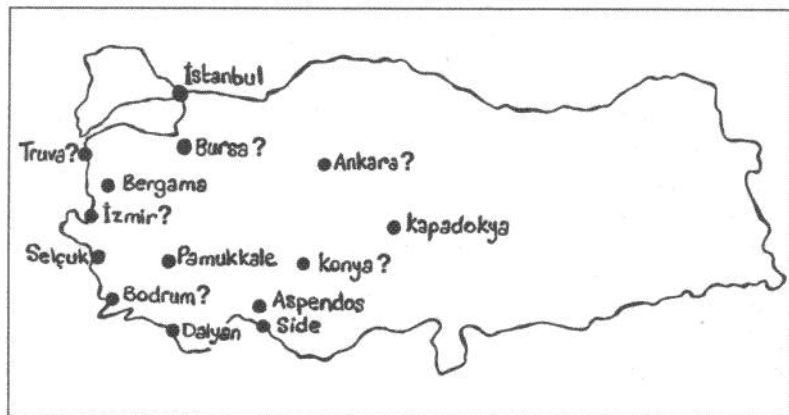 İstanbul
Truva?
Bursa?
Ankara?
Bergama
İzmir?
Kapadokya
Selçuk
Pamukkale
Konya?
Bodrum?
Aspendos
Dalyan
Side